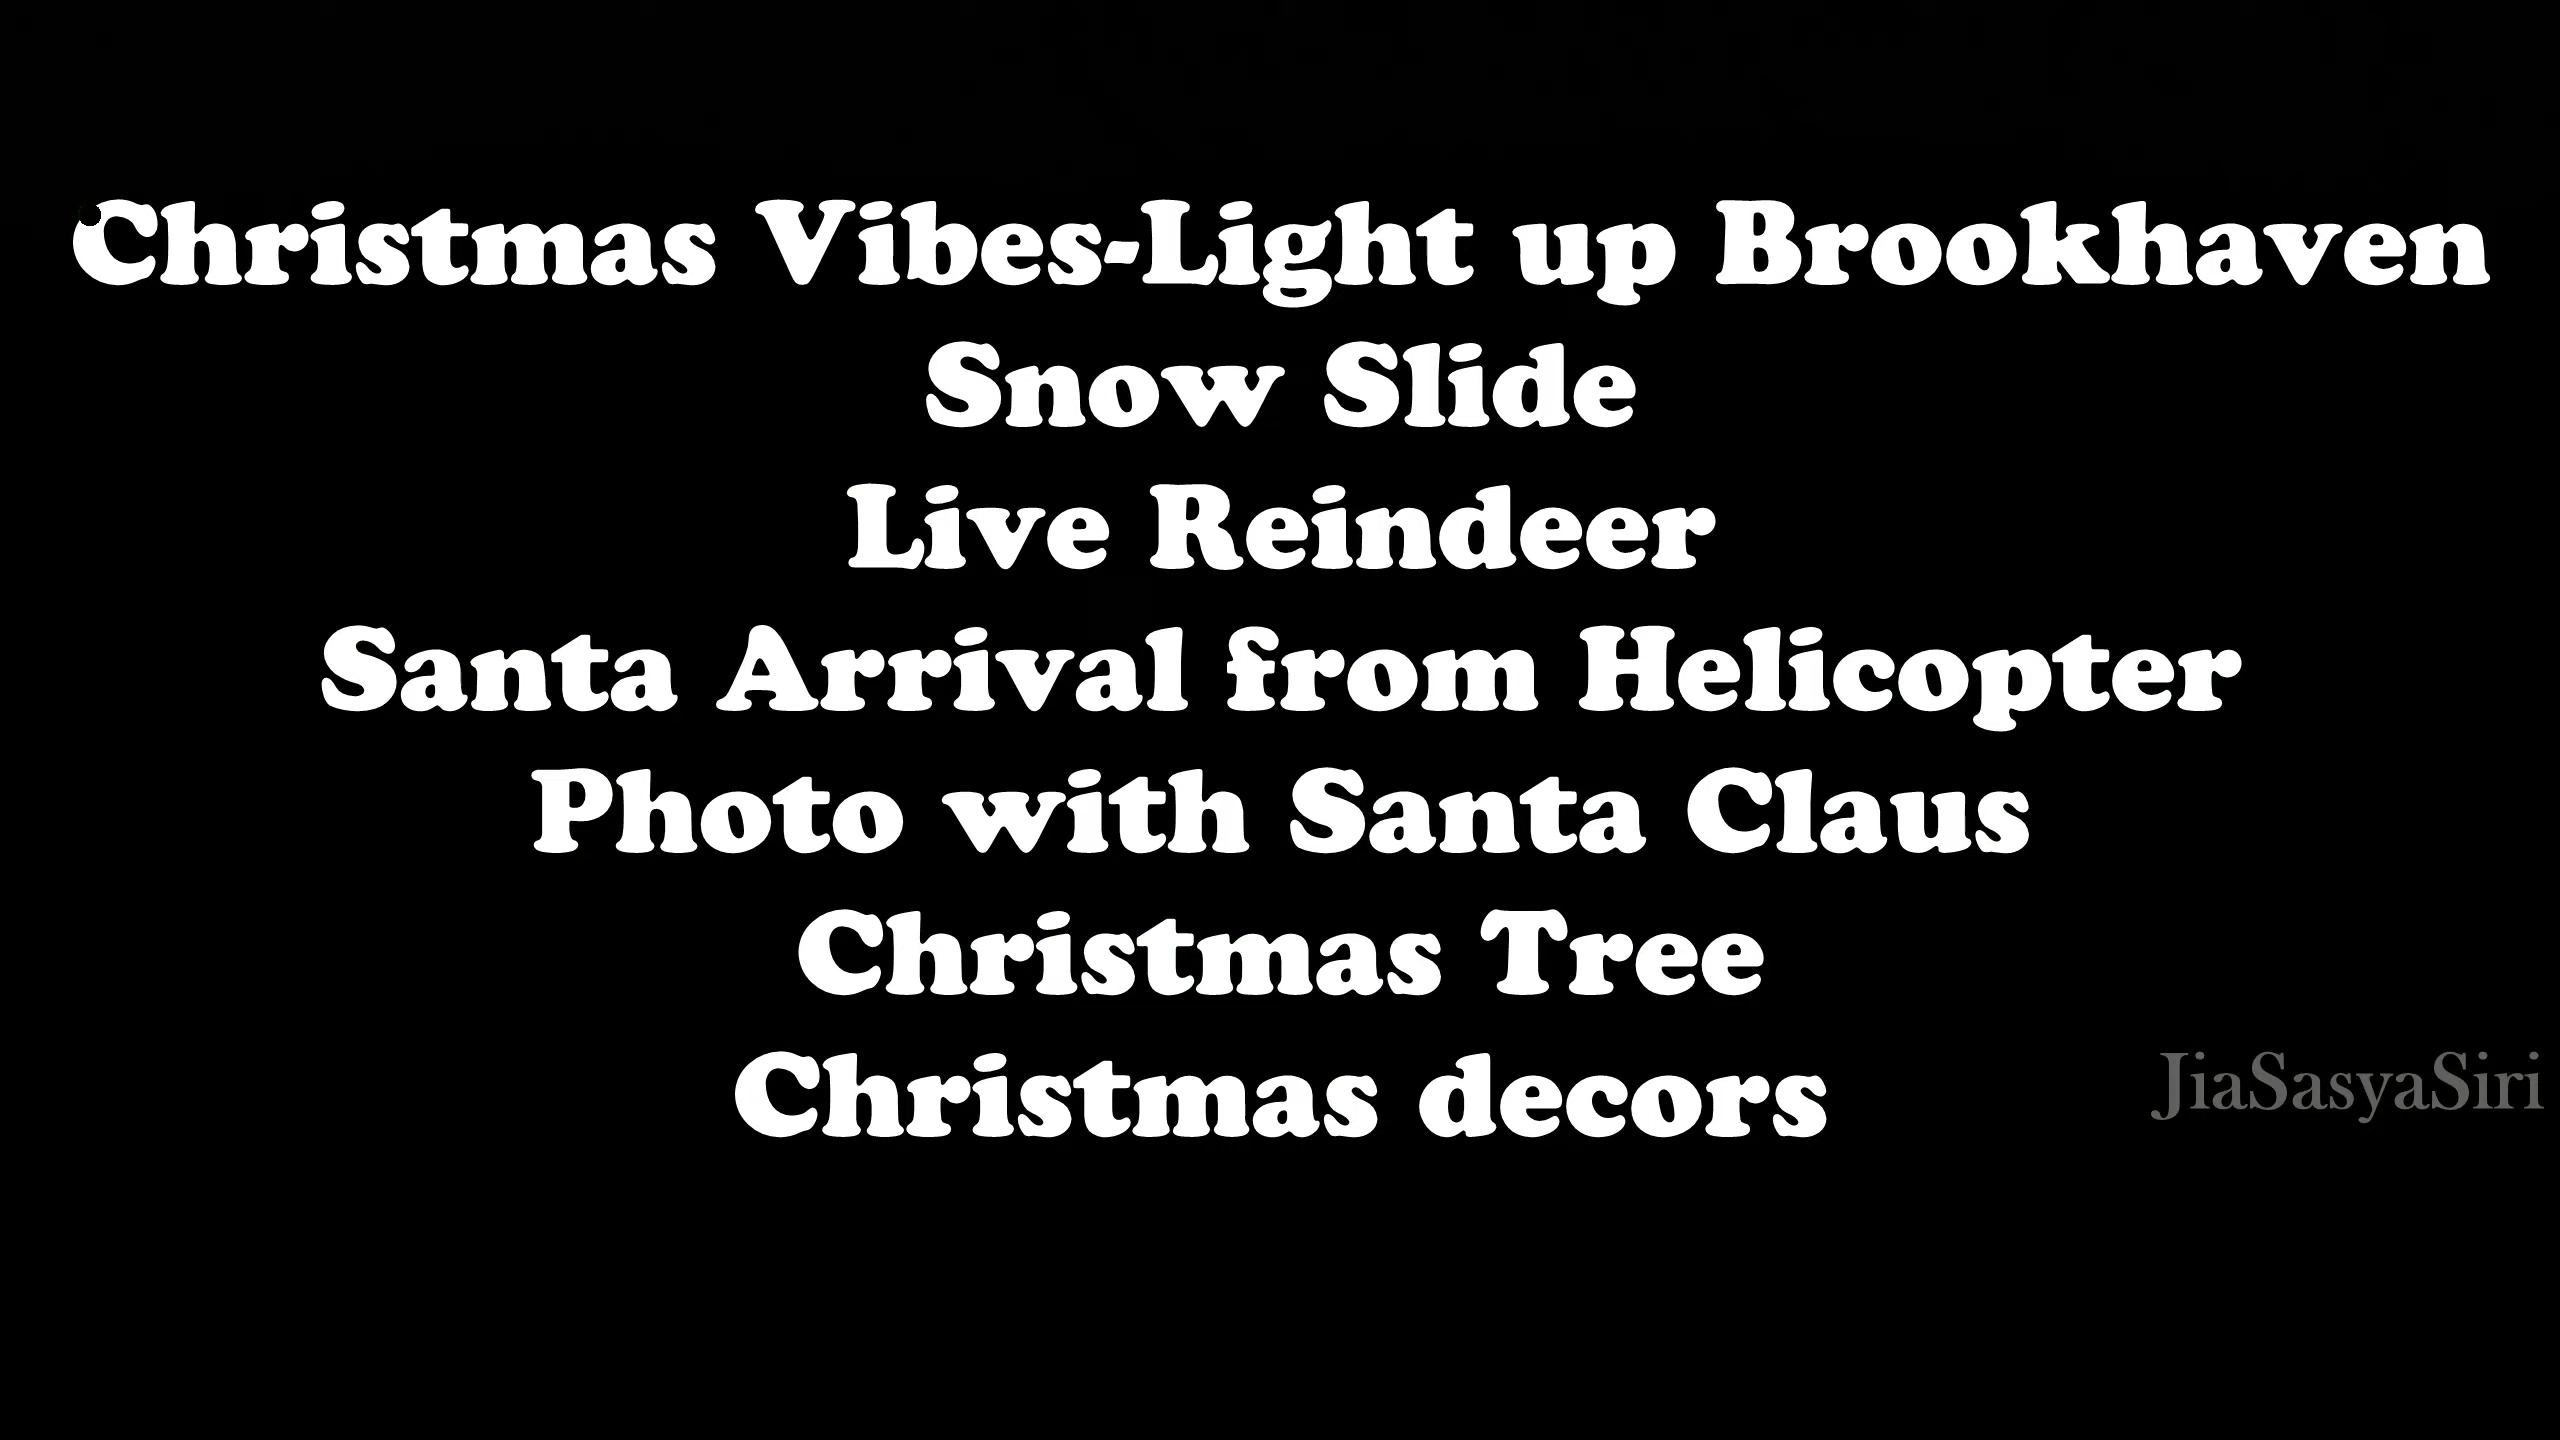 Christmas Vibes-Light up Brookhaven
Snow Slide
Live Reindeer
Santa Arrival from Helicopter
Photo with Santa Claus
Christmas Tree
Christmas decors
JiaSasyaSiri